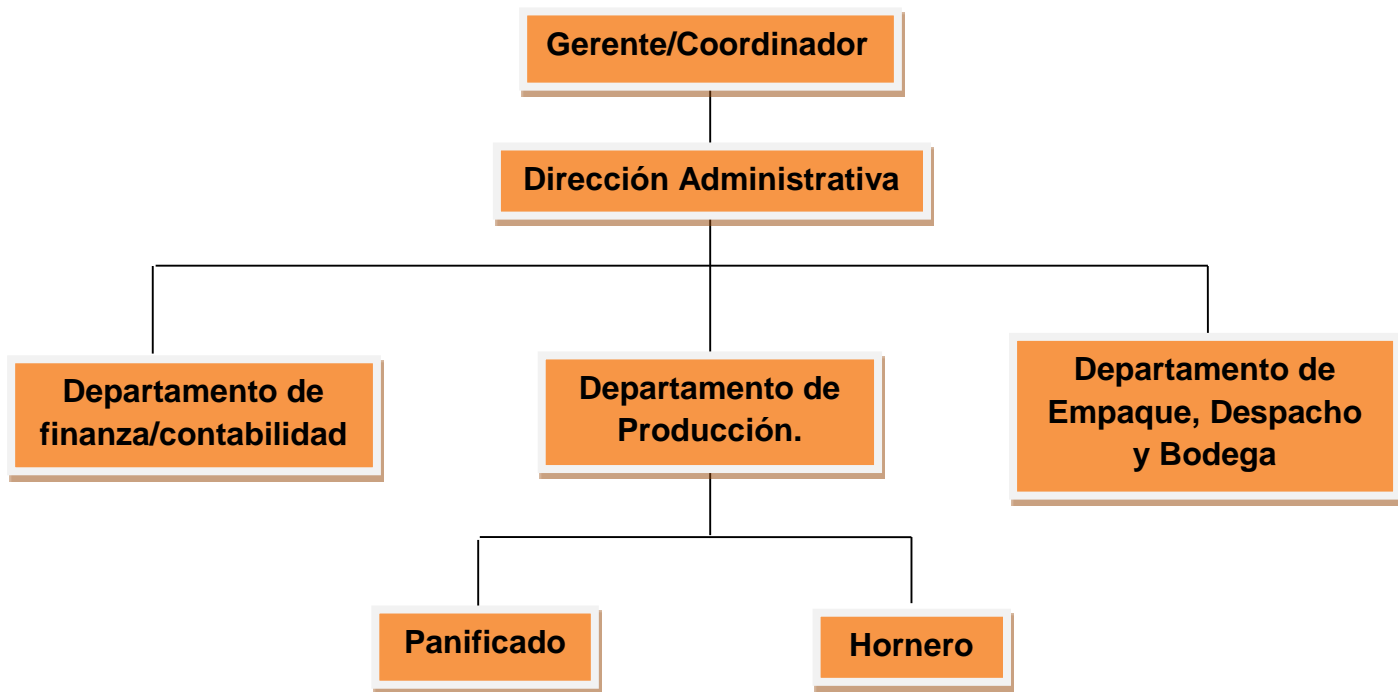 Gerente/Coordinador
Dirección Administrativa
Departamento de
finanza/contabilidad
Departamento de
Producción.
Departamento de
Empaque, Despacho
y Bodega
Panificado
Hornero